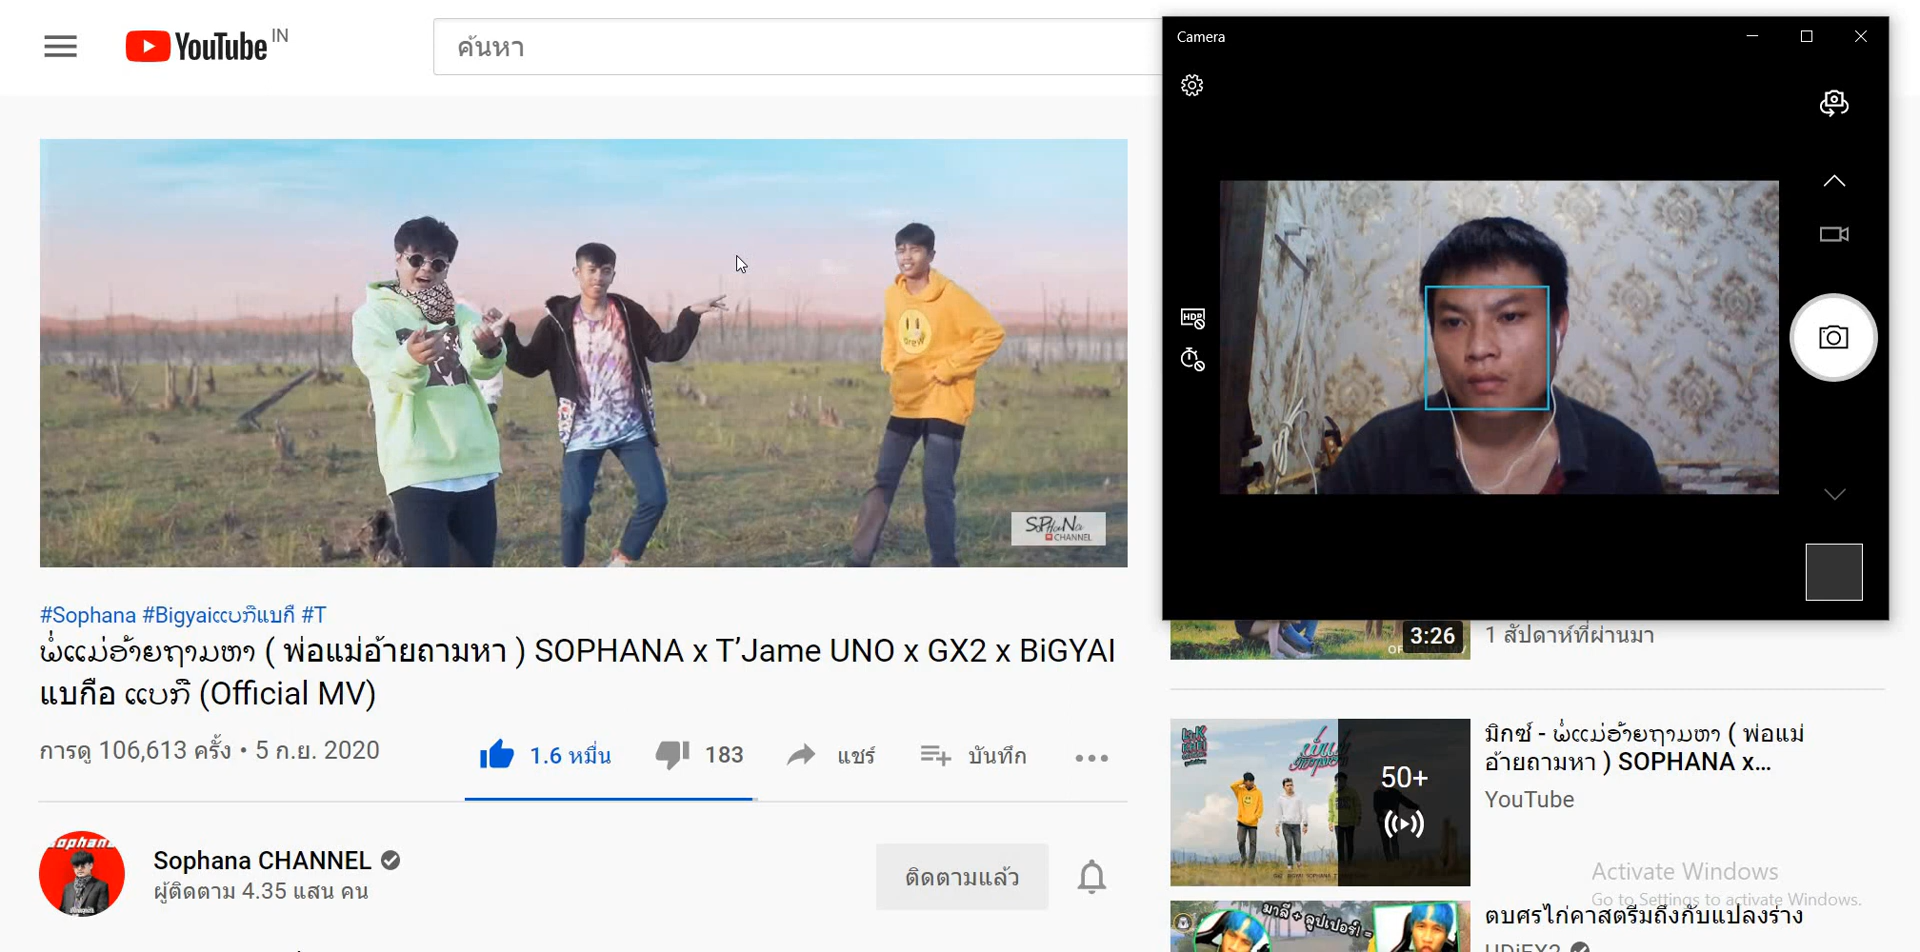 YouTube IN
ค้นหา
Camera
HDR
SoPHaNa
CHANNEL
#Sophana #Bigyaiແບກືແບກື #T
ພໍ່ແມ່ອ້າຍຖາມຫາ ( พ่อแม่อ้ายถามหา ) SOPHANA x T’Jame UNO x GX2 x BiGYAI
แบกือ ແບກື (Official MV)
การดู 106,613 ครั้ง • 5 ก.ย. 2020
1.6 หมื่น
183
แชร์
บันทึก
Sophana CHANNEL
ผู้ติดตาม 4.35 แสน คน
ติดตามแล้ว
3:26
1 สัปดาห์ที่ผ่านมา
50+
มิกซ์ - ພໍ່ແມ່ອ້າຍຖາມຫາ ( พ่อแม่
อ้ายถามหา ) SOPHANA x...
YouTube
Activate Windows
Go to Settings to activate Windows.
ตบศรไก่คาสตรีมถึงกับแปลงร่าง